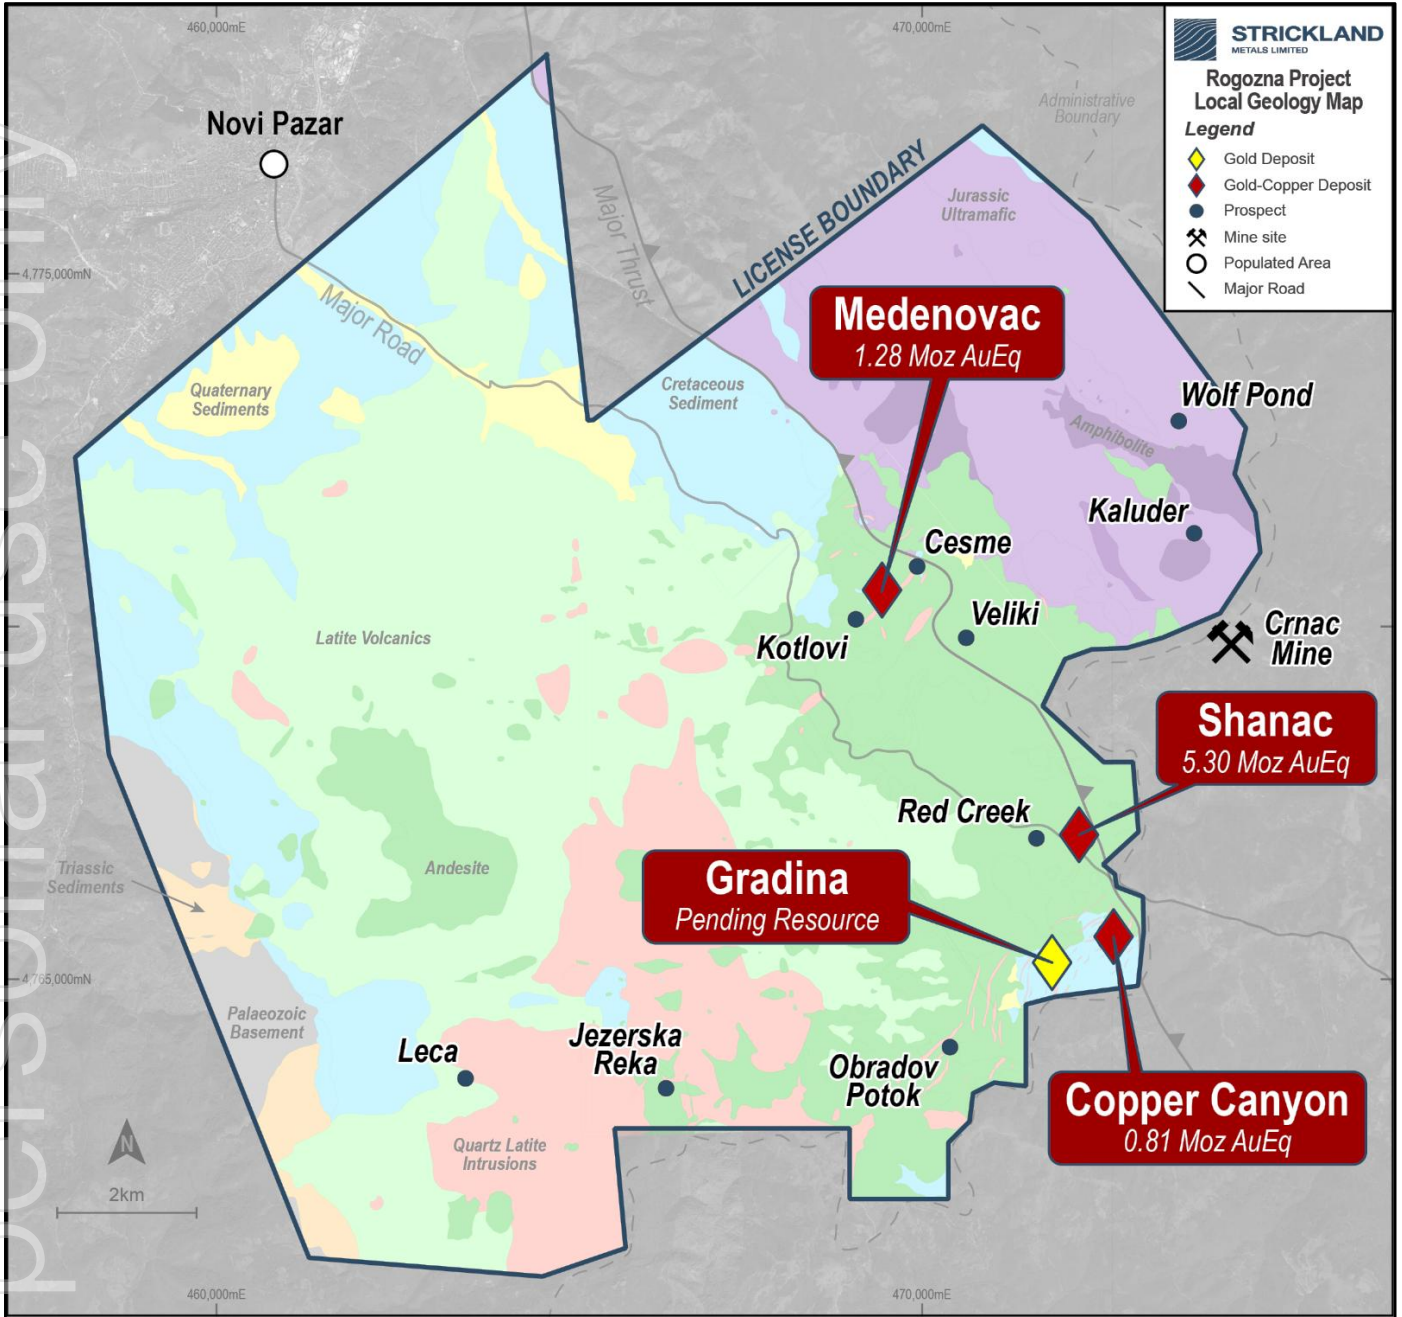 460,000mE
470,000mE
STRICKLAND
METALS LIMITED
Rogozna Project
Local Geology Map
Legend
Gold Deposit
Gold-Copper Deposit
Prospect
Mine site
Populated Area
Major Road
Administrative
Boundary
Novi Pazar
4,775,000mN
Major Road
Major Thrust
LICENSE BOUNDARY
Jurassic
Ultramafic
Medenovac
1.28 Moz AuEq
Quaternary
Sediments
Cretaceous
Sediment
Wolf Pond
Amphibolite
Kaluder
Cesme
Veliki
Kotlovi
Crnac
Mine
Latite Volcanics
Shanac
5.30 Moz AuEq
Red Creek
Andesite
Gradina
Pending Resource
Triassic
Sediments
4,765,000mN
Palaeozoic
Basement
Leca
Jezerska
Reka
Obradov
Potok
Copper Canyon
0.81 Moz AuEq
Quartz Latite
Intrusions
N
2km
460,000mE
470,000mE
personal use only